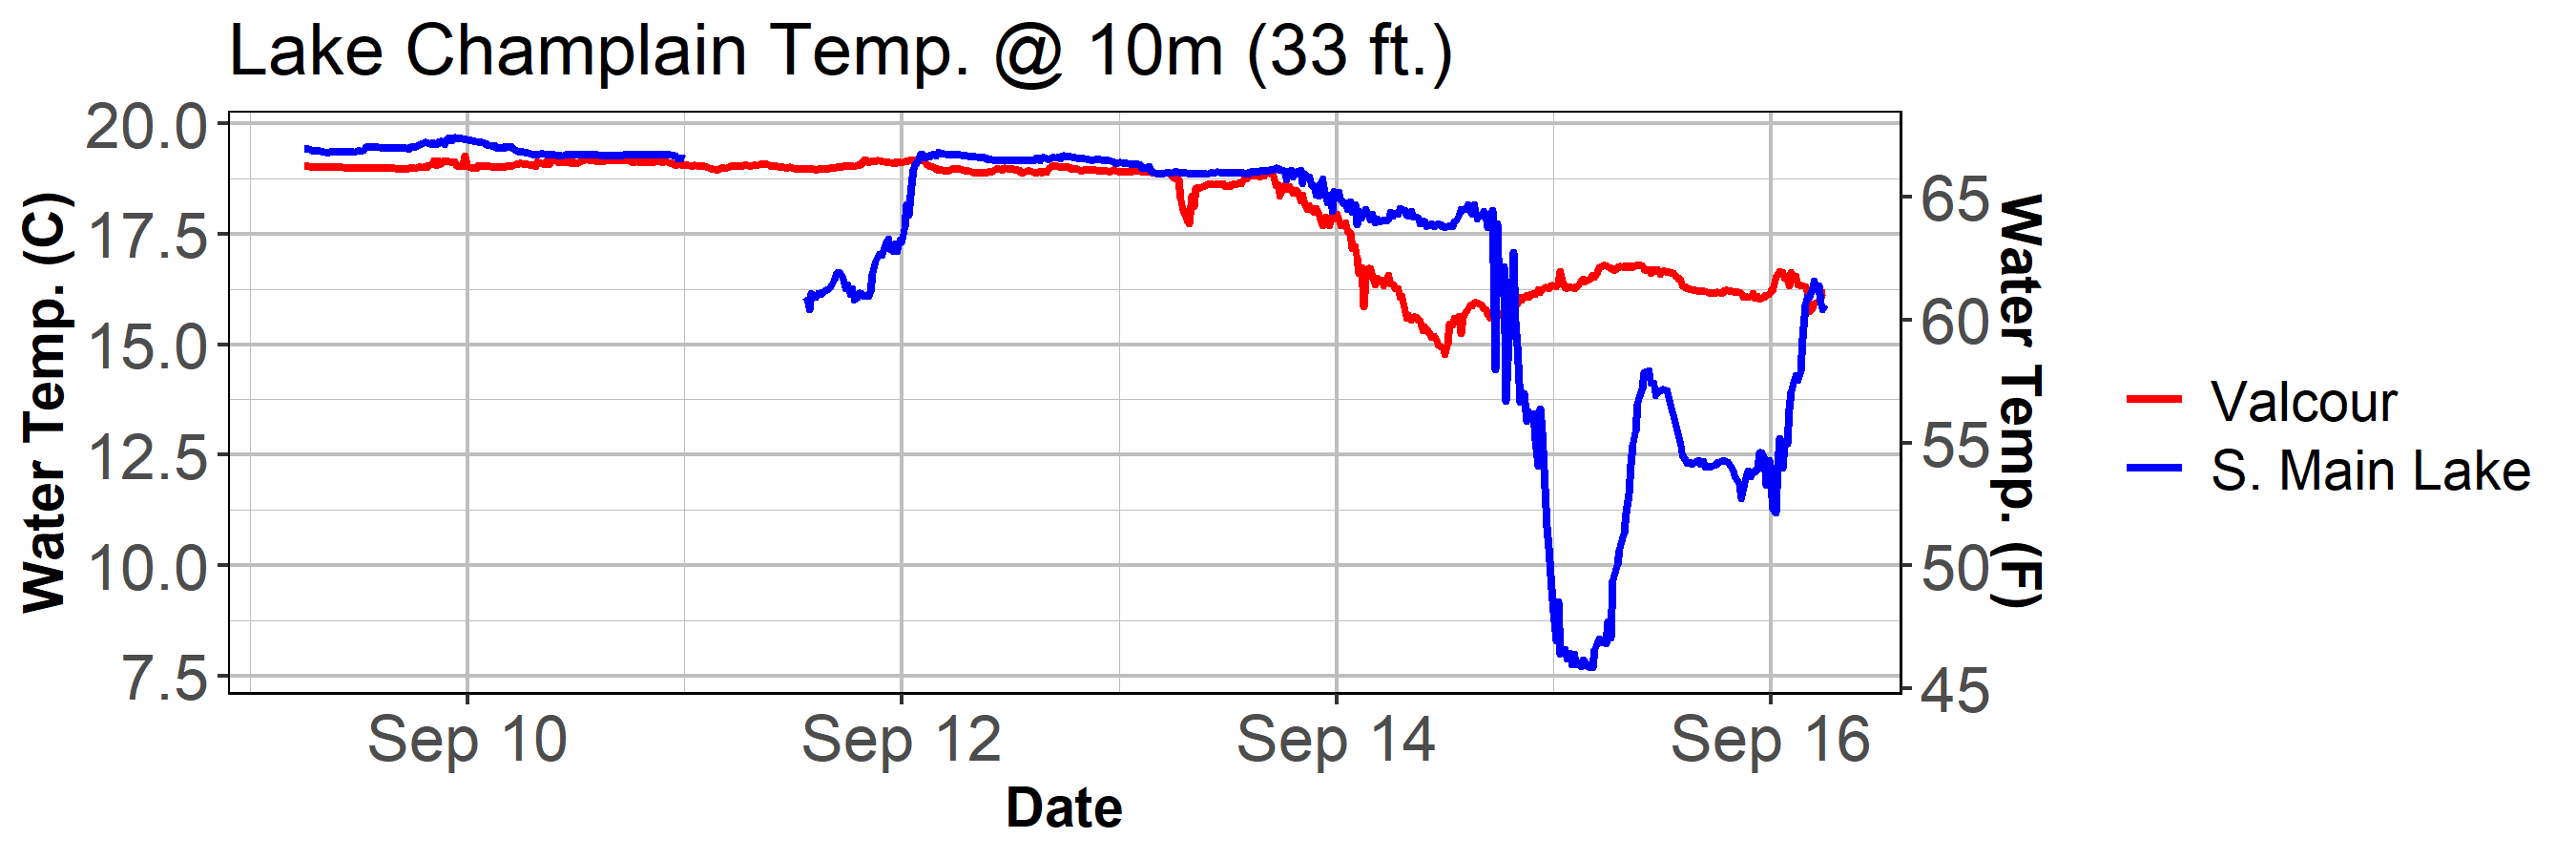 Lake Champlain Temp. @ 10m (33 ft.)
Water Temp. (C)
20.0
17.5
15.0
12.5
10.0
7.5
65
60
55
50
45
Water Temp. (F)
Sep 10
Sep 12
Sep 14
Sep 16
Date
Valcour
S. Main Lake